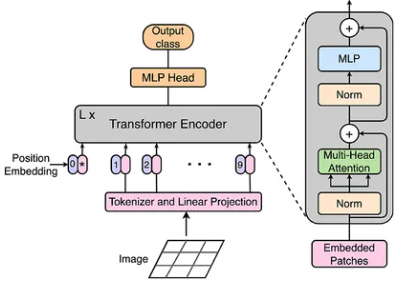 Output
class
MLP Head
L x
Transformer Encoder
Position
Embedding
0 * 1 2 • • • 9
Tokenizer and Linear Projection
Image
+
MLP
Norm
+
Multi-Head
Attention
Norm
Embedded
Patches